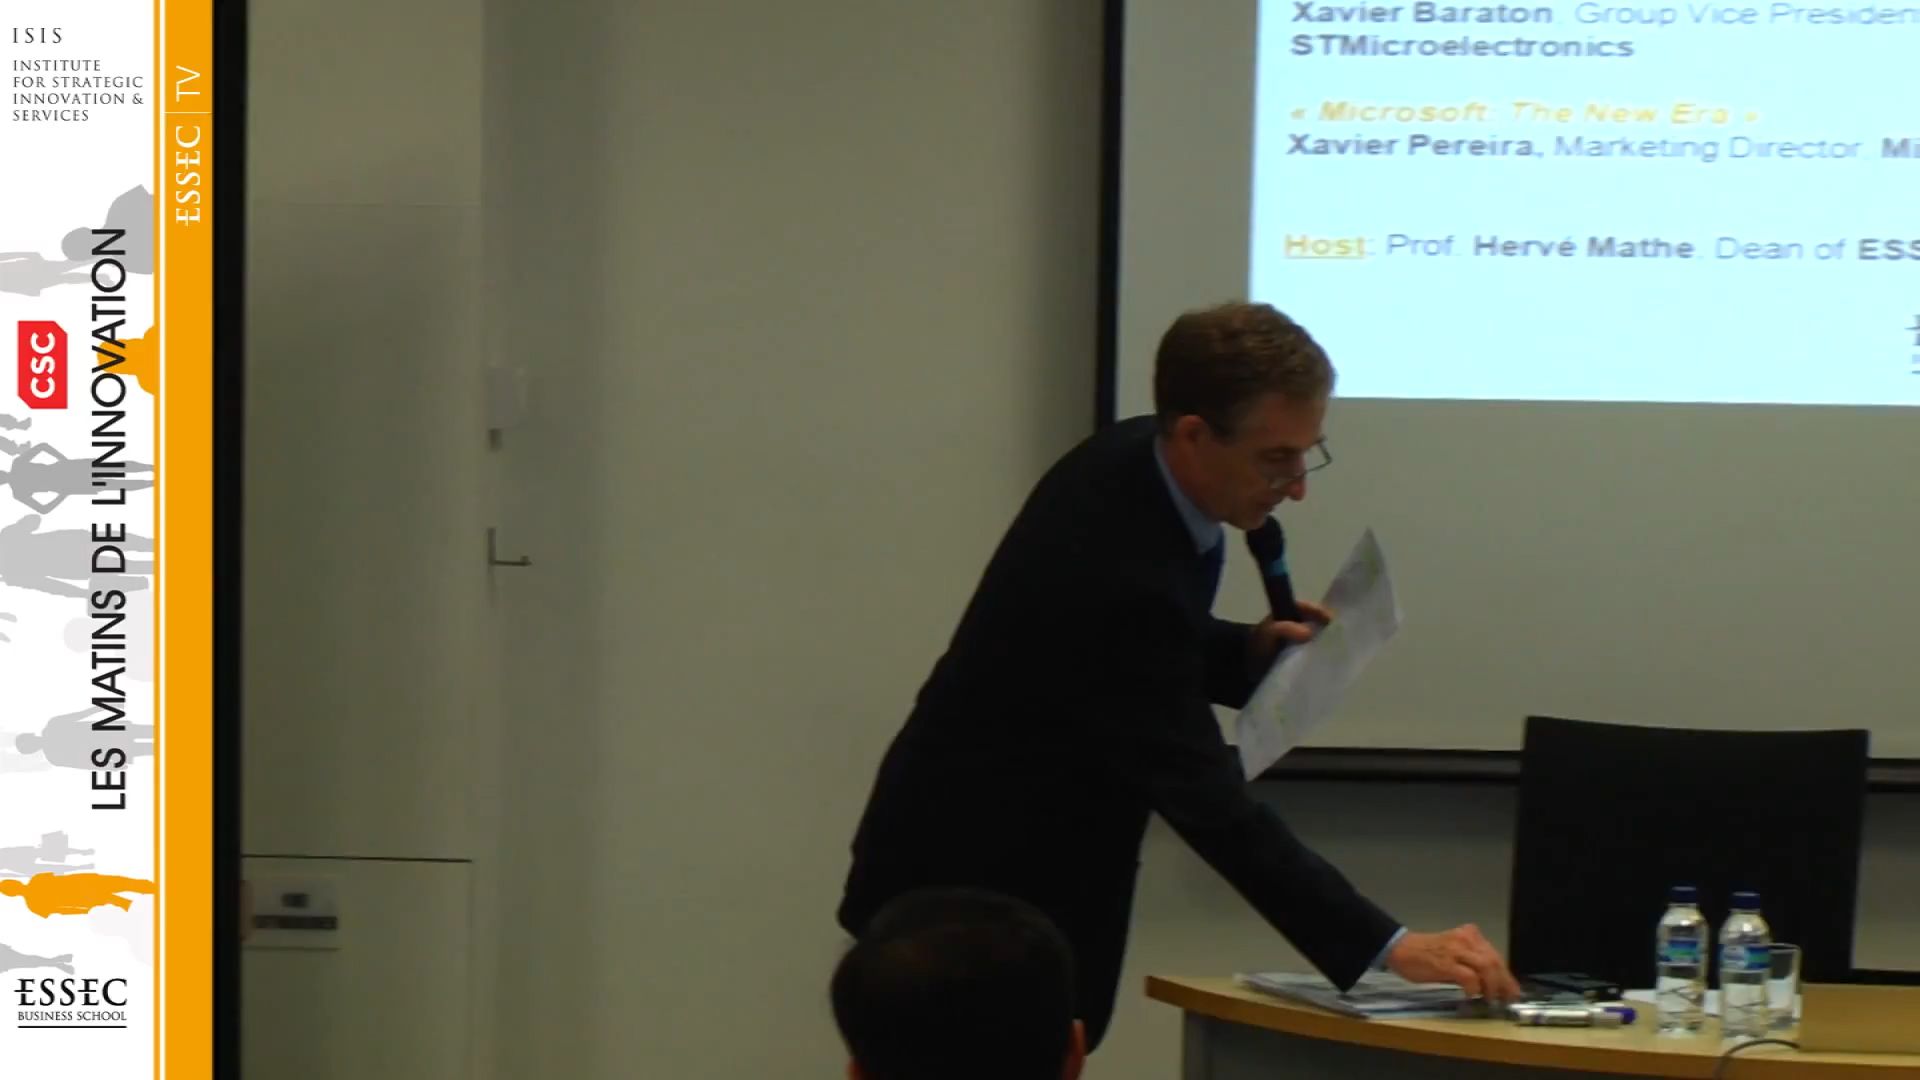 ISIS
INSTITUTE
FOR STRATEGIC
INNOVATION &
SERVICES
ESSEC | TV
CSC
LES MATINS DE L'INNOVATION
ESSEC
BUSINESS SCHOOL
Xavier Baraton, Group Vice Presiden
STMicroelectronics
« Microsoft: The New Era »
Xavier Pereira, Marketing Director, Mi
Host: Prof. Hervé Mathe, Dean of ESS